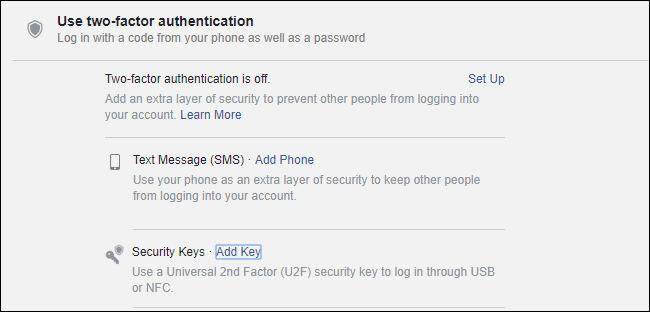 Use two-factor authentication
Log in with a code from your phone as well as a password
Two-factor authentication is off. Set Up
Add an extra layer of security to prevent other people from logging into
your account. Learn More
Text Message (SMS) · Add Phone
Use your phone as an extra layer of security to keep other people
from logging into your account.
Security Keys · Add Key
Use a Universal 2nd Factor (U2F) security key to log in through USB
or NFC.